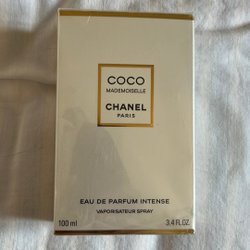 COCO
MADEMOISELLE
CHANEL
PARIS
EAU DE PARFUM INTENSE
VAPORISATEUR SPRAY
100 ml
3.4 FL.OZ.